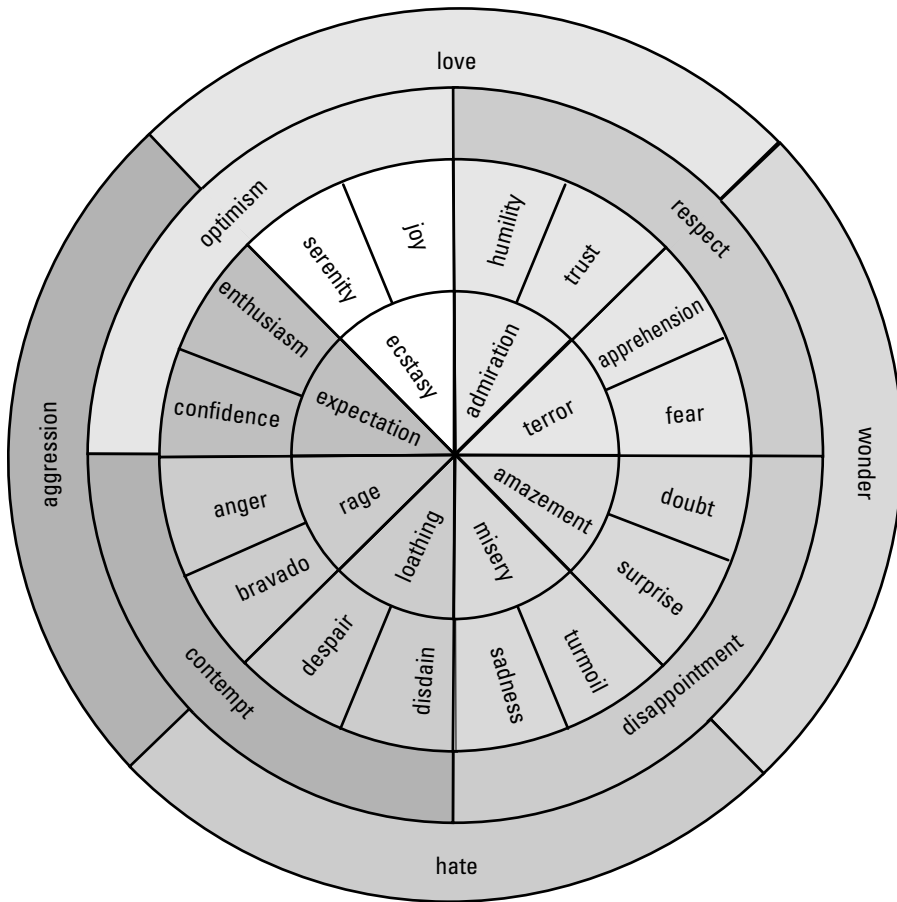 love
optimism
respect
serenity
joy
humility
trust
enthusiasm
apprehension
ecstasy
admiration
confidence
expectation
terror
fear
aggression
wonder
anger
rage
amazement
doubt
bravado
loathing
misery
surprise
despair
disdain
sadness
turmoil
contempt
disappointment
hate